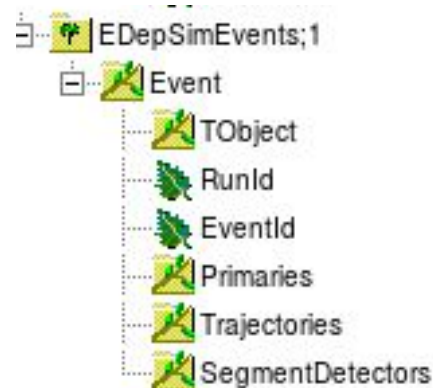 EDepSimEvents;1
Event
TObject
RunId
EventId
Primaries
Trajectories
SegmentDetectors